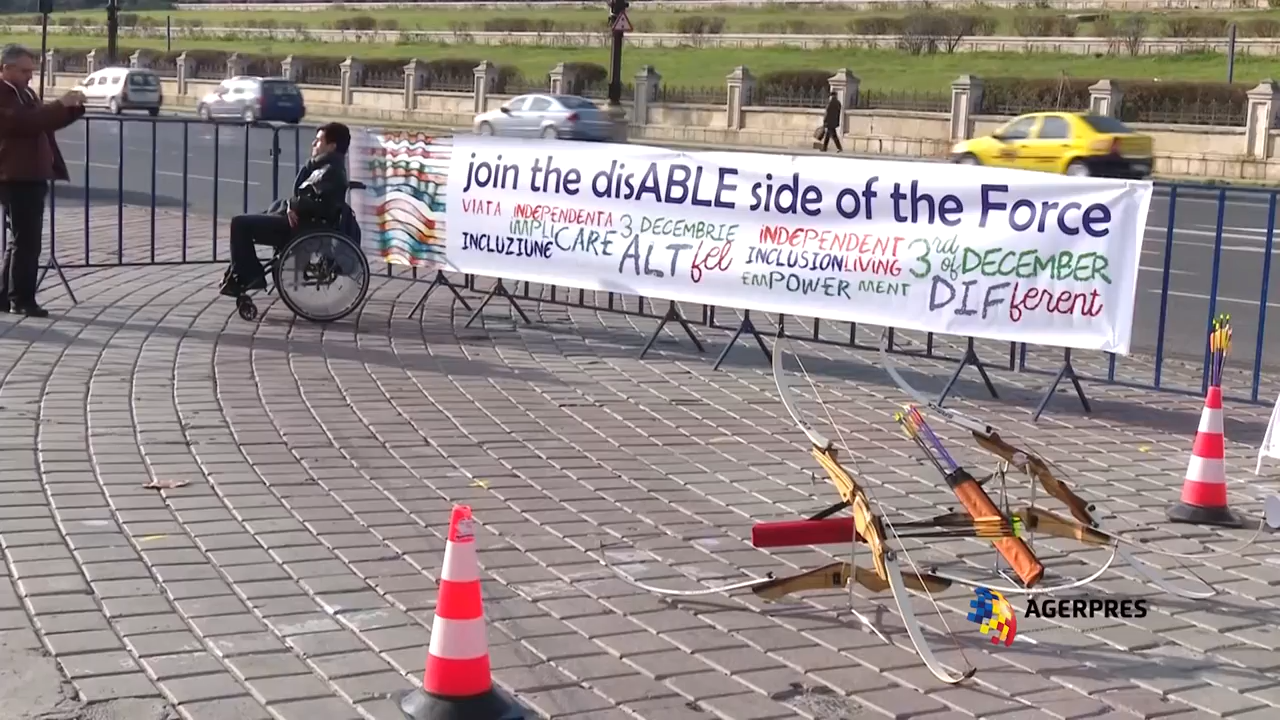 join the disABLE side of the Force
VIATA INDEPENDENTA 3 DECEMBRIE INDEPENDENT 3rd
IMPLICARE INCLUSION LIVING of DECEMBER
INCLUZIUNE ALTfel EMPOWERMENT DIFferent
AGERPRES